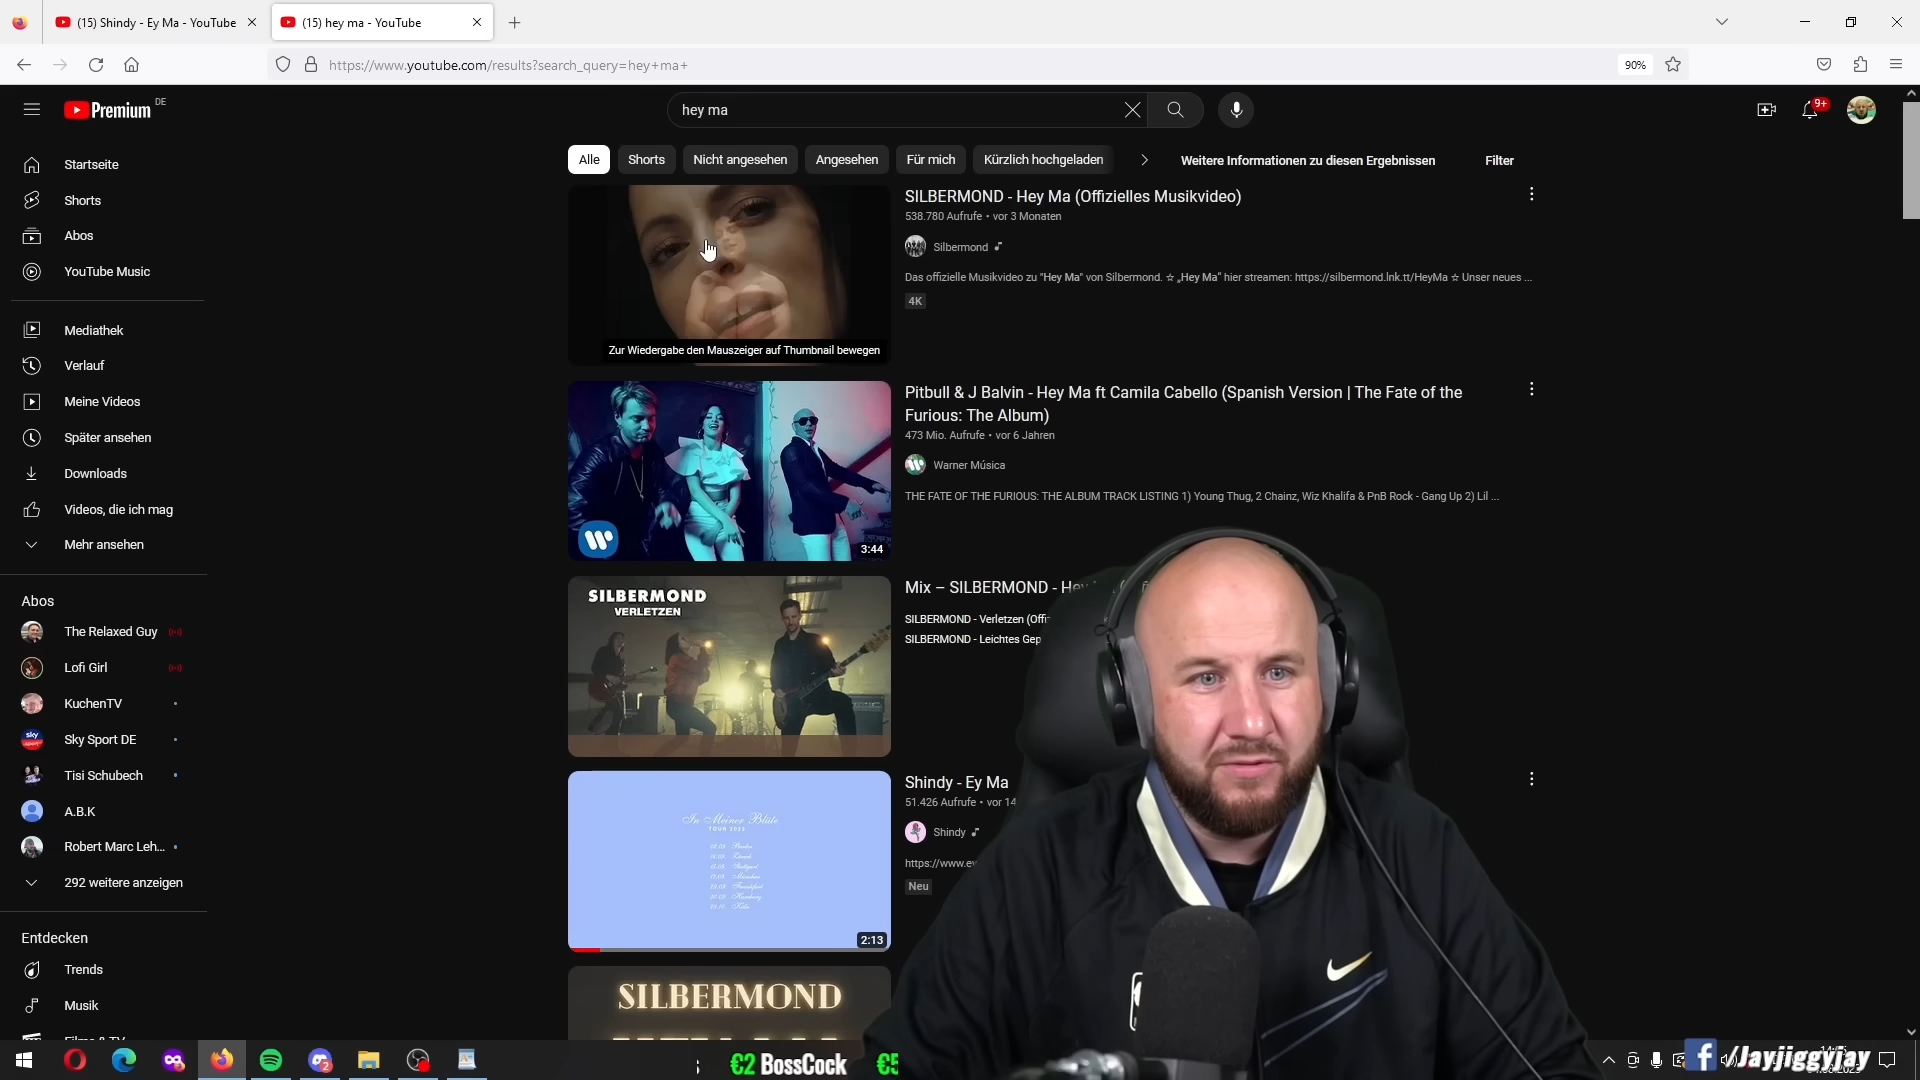 (15) Shindy - Ey Ma - YouTube
(15) hey ma - YouTube
https://www.youtube.com/results?search_query=hey+ma+
90%
Premium DE
hey ma
9+
Alle
Shorts
Nicht angesehen
Angesehen
Für mich
Kürzlich hochgeladen
Weitere Informationen zu diesen Ergebnissen
Filter
Startseite
Shorts
Abos
YouTube Music
Mediathek
Verlauf
Meine Videos
Später ansehen
Downloads
Videos, die ich mag
Mehr ansehen
Abos
The Relaxed Guy
Lofi Girl
KuchenTV
Sky Sport DE
Tisi Schubech
A.B.K
Robert Marc Leh...
292 weitere anzeigen
Entdecken
Trends
Musik
Zur Wiedergabe den Mauszeiger auf Thumbnail bewegen
SILBERMOND - Hey Ma (Offizielles Musikvideo)
538.780 Aufrufe • vor 3 Monaten
Silbermond
Das offizielle Musikvideo zu "Hey Ma" von Silbermond. ☆ „Hey Ma" hier streamen: https://silbermond.lnk.tt/HeyMa ☆ Unser neues ...
4K
3:44
Pitbull & J Balvin - Hey Ma ft Camila Cabello (Spanish Version | The Fate of the
Furious: The Album)
473 Mio. Aufrufe • vor 6 Jahren
Warner Música
THE FATE OF THE FURIOUS: THE ALBUM TRACK LISTING 1) Young Thug, 2 Chainz, Wiz Khalifa & PnB Rock - Gang Up 2) Lil ...
SILBERMOND
VERLETZEN
Mix – SILBERMOND - Hey
SILBERMOND - Verletzen (Offi
SILBERMOND - Leichtes Gep
In Meiner Blüte
TOUR 2023
2:13
Shindy - Ey Ma
51.426 Aufrufe • vor 14
Shindy
https://www.ey
Neu
SILBERMOND
€2 BossCock €5
/Jayjiggyjay